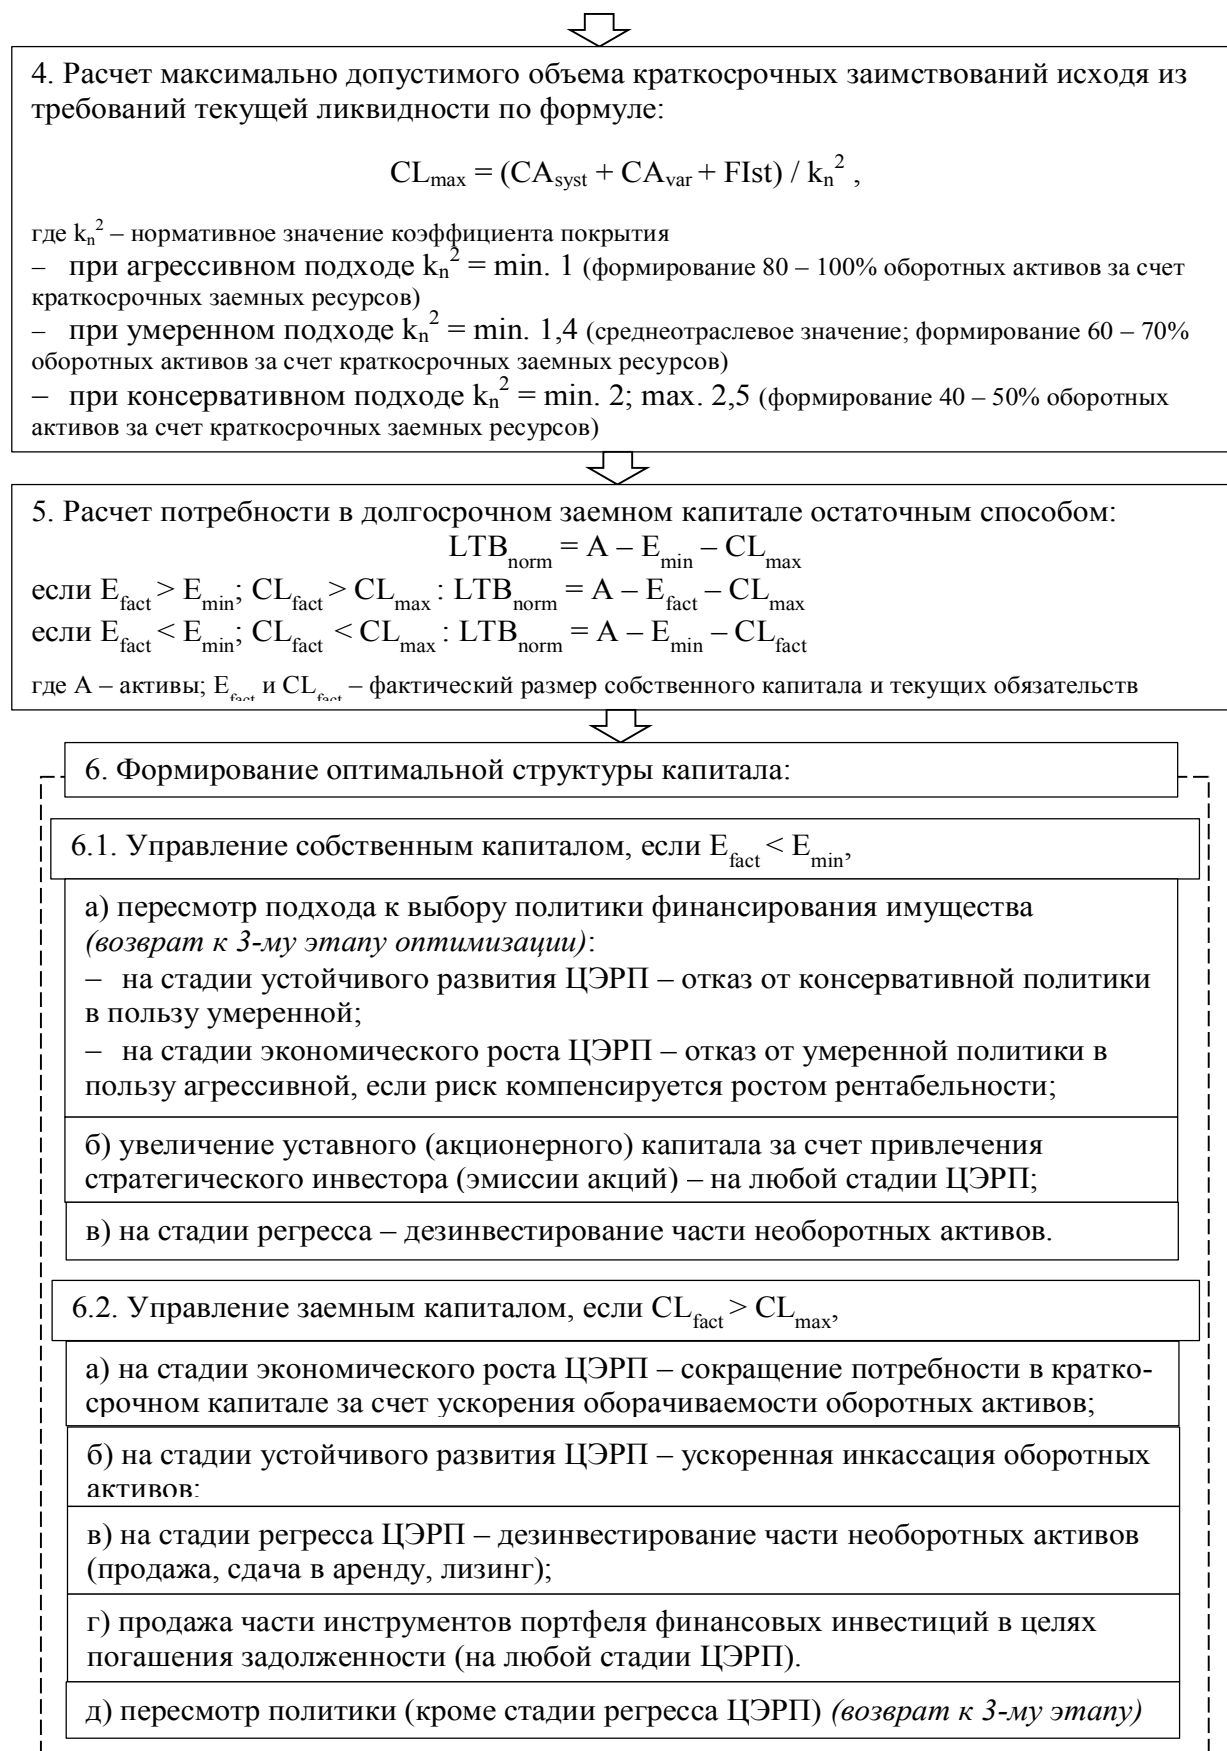 4. Расчет максимально допустимого объема краткосрочных заимствований исходя из
требований текущей ликвидности по формуле:
CLmax = (CAsyst + CAvar + FIst) / kn² ,
где kn² – нормативное значение коэффициента покрытия
– при агрессивном подходе kn² = min. 1 (формирование 80 – 100% оборотных активов за счет
краткосрочных заемных ресурсов)
– при умеренном подходе kn² = min. 1,4 (среднеотраслевое значение; формирование 60 – 70%
оборотных активов за счет краткосрочных заемных ресурсов)
– при консервативном подходе kn² = min. 2; max. 2,5 (формирование 40 – 50% оборотных
активов за счет краткосрочных заемных ресурсов)
5. Расчет потребности в долгосрочном заемном капитале остаточным способом:
LTBnorm = A – Emin – CLmax
если Efact > Emin; CLfact > CLmax : LTBnorm = A – Efact – CLmax
если Efact < Emin; CLfact < CLmax : LTBnorm = A – Emin – CLfact
где А – активы; Efact и CLfact – фактический размер собственного капитала и текущих обязательств
6. Формирование оптимальной структуры капитала:
6.1. Управление собственным капиталом, если Efact < Emin,
а) пересмотр подхода к выбору политики финансирования имущества
(возврат к 3-му этапу оптимизации):
– на стадии устойчивого развития ЦЭРП – отказ от консервативной политики
в пользу умеренной;
– на стадии экономического роста ЦЭРП – отказ от умеренной политики в
пользу агрессивной, если риск компенсируется ростом рентабельности;
б) увеличение уставного (акционерного) капитала за счет привлечения
стратегического инвестора (эмиссии акций) – на любой стадии ЦЭРП;
в) на стадии регресса – дезинвестирование части необоротных активов.
6.2. Управление заемным капиталом, если CLfact > CLmax,
а) на стадии экономического роста ЦЭРП – сокращение потребности в кратко-
срочном капитале за счет ускорения оборачиваемости оборотных активов;
б) на стадии устойчивого развития ЦЭРП – ускоренная инкассация оборотных
активов;
в) на стадии регресса ЦЭРП – дезинвестирование части необоротных активов
(продажа, сдача в аренду, лизинг);
г) продажа части инструментов портфеля финансовых инвестиций в целях
погашения задолженности (на любой стадии ЦЭРП).
д) пересмотр политики (кроме стадии регресса ЦЭРП) (возврат к 3-му этапу)